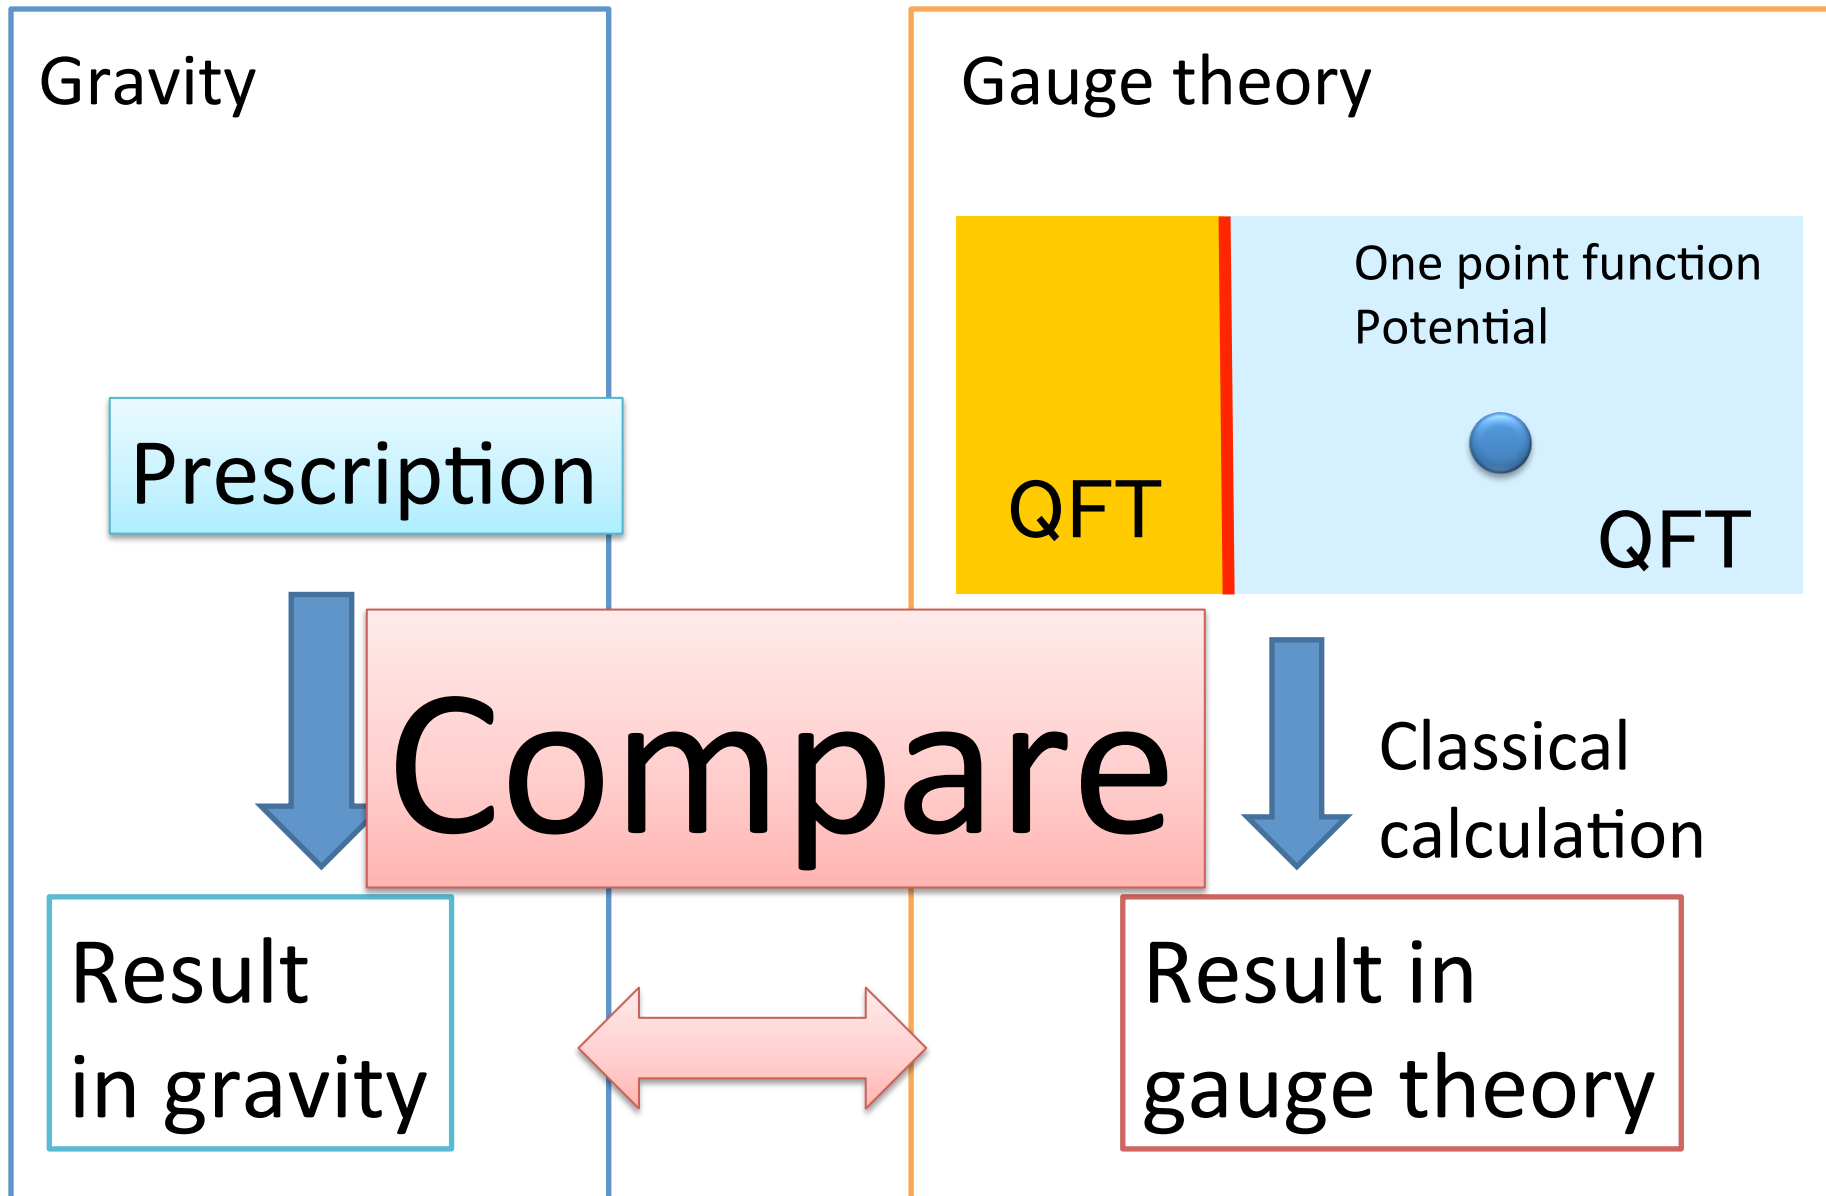 Gravity
Gauge theory
One point function
Potential
Prescription
QFT
QFT
Compare
Classical
calculation
Result
in gravity
Result in
gauge theory